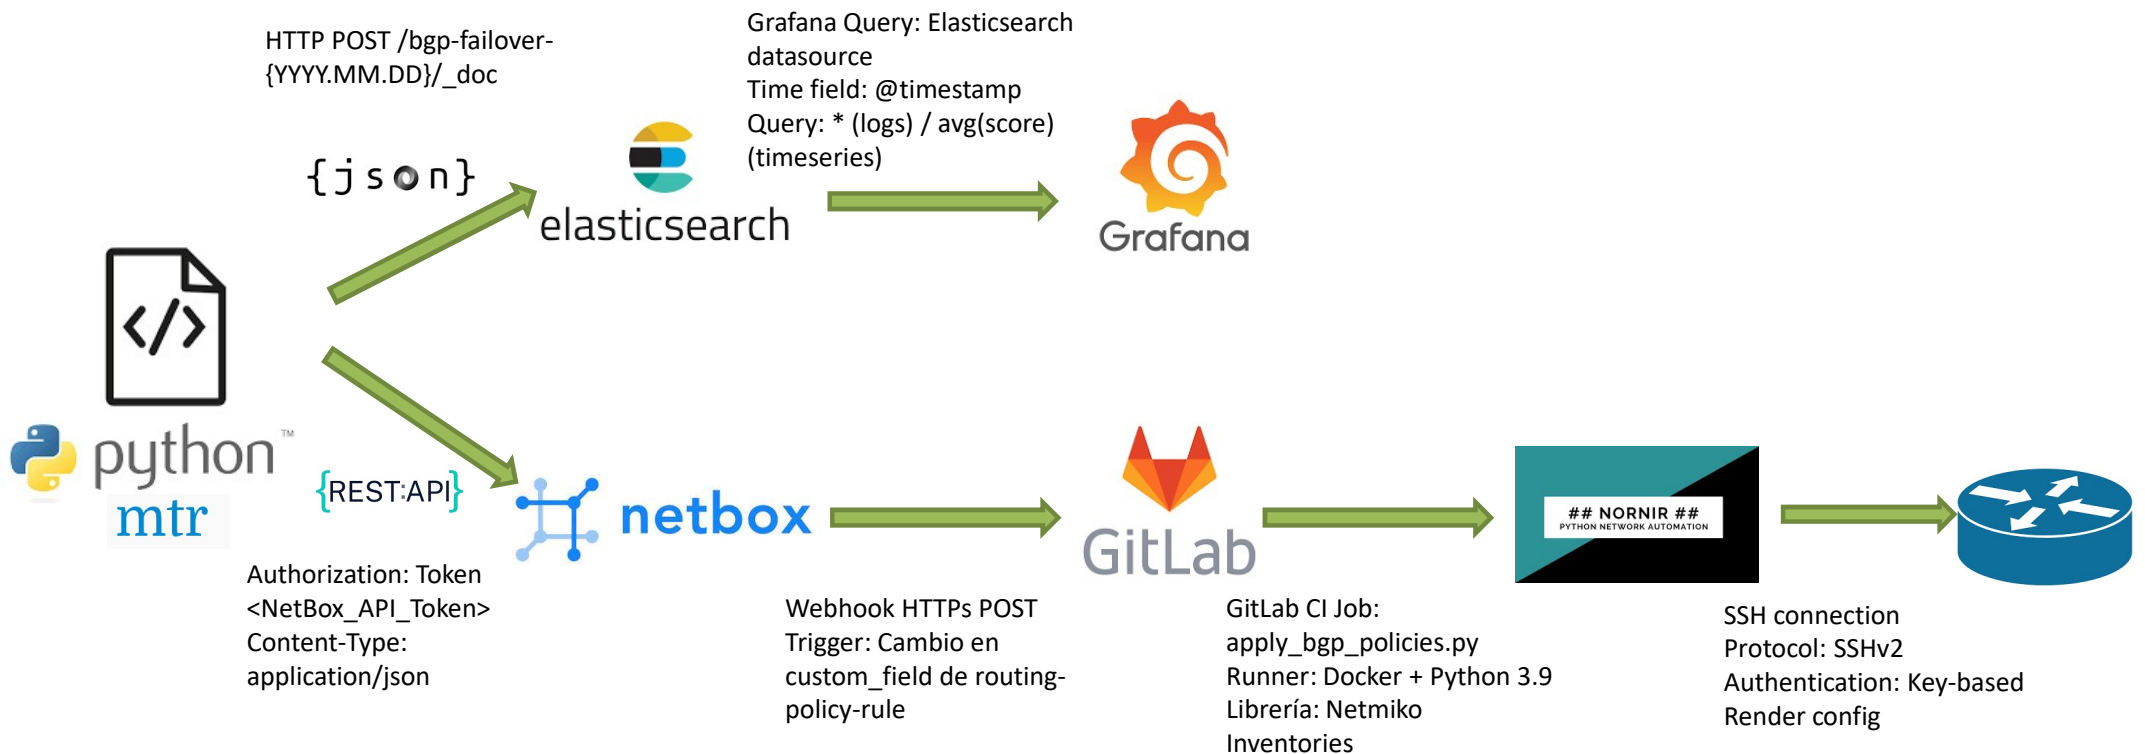 HTTP POST /bgp-failover-
{YYYY.MM.DD}/_doc
Grafana Query: Elasticsearch
datasource
Time field: @timestamp
Query: * (logs) / avg(score)
(timeseries)
{json}
elasticsearch
Grafana
python™
mtr
{REST:API}
netbox
GitLab
## NORNIR ##
PYTHON NETWORK AUTOMATION
Authorization: Token
<NetBox_API_Token>
Content-Type:
application/json
Webhook HTTPs POST
Trigger: Cambio en
custom_field de routing-
policy-rule
GitLab CI Job:
apply_bgp_policies.py
Runner: Docker + Python 3.9
Librería: Netmiko
Inventories
SSH connection
Protocol: SSHv2
Authentication: Key-based
Render config